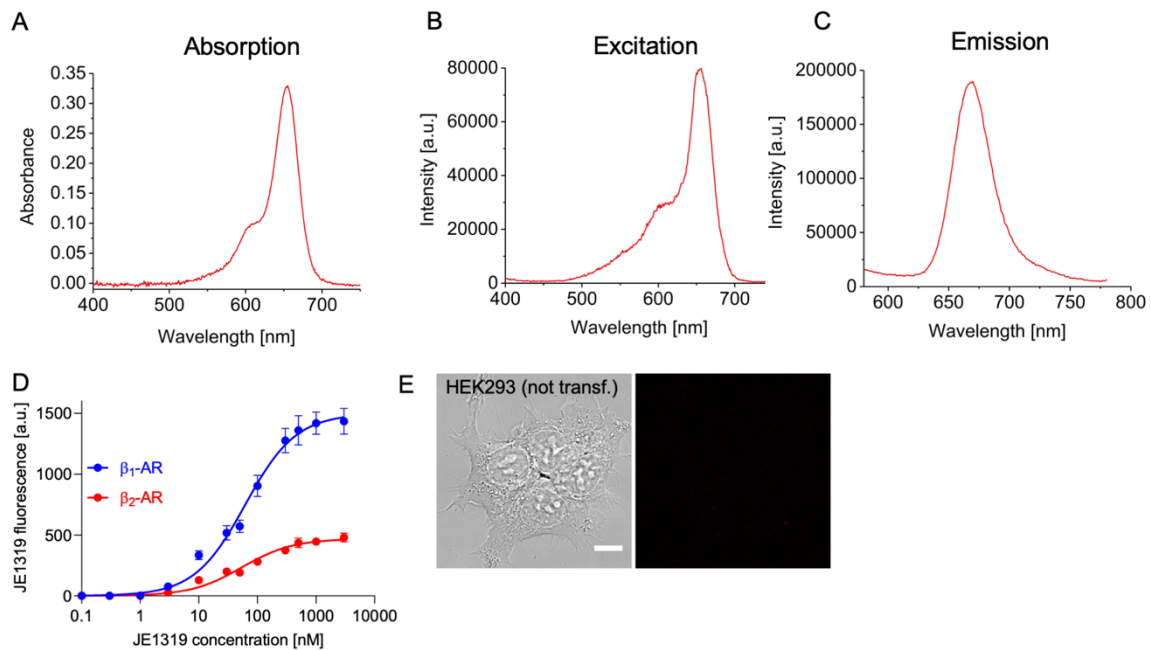 A
Absorption
0.35
0.30
0.25
0.20
0.15
0.10
0.05
0.00
Absorbance
400 500 600 700
Wavelength [nm]
B
Excitation
80000
60000
40000
20000
0
Intensity [a.u.]
400 500 600 700
Wavelength [nm]
C
Emission
200000
150000
100000
50000
0
Intensity [a.u.]
600 650 700 750 800
Wavelength [nm]
D
1500
1000
500
0
JE1319 fluorescence [a.u.]
β₁-AR
β₂-AR
0.1 1 10 100 1000 10000
JE1319 concentration [nM]
E
HEK293 (not transf.)